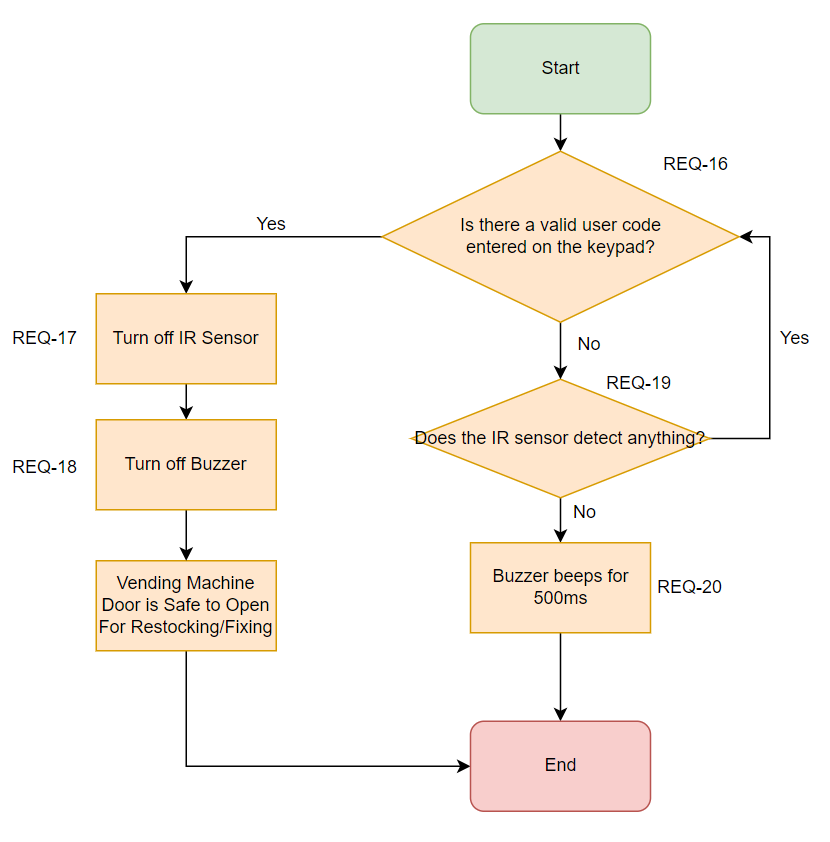 Start
REQ-16
Is there a valid user code
entered on the keypad?
Yes
REQ-17
Turn off IR Sensor
No
Yes
REQ-19
Does the IR sensor detect anything?
REQ-18
Turn off Buzzer
No
Vending Machine
Door is Safe to Open
For Restocking/Fixing
Buzzer beeps for
500ms
REQ-20
End